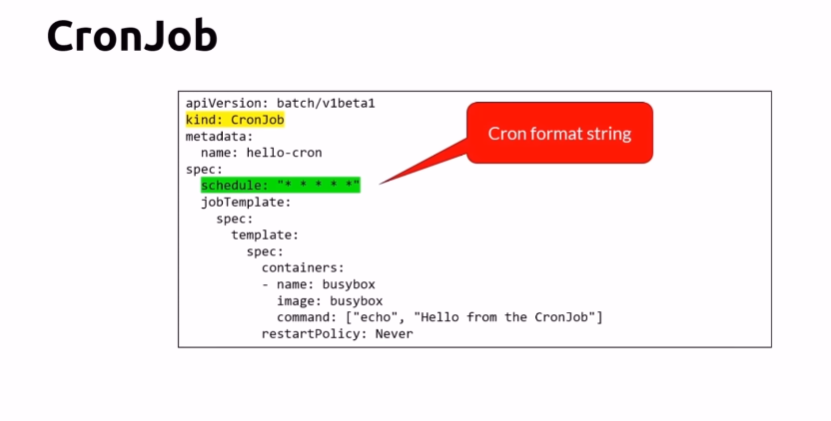 CronJob
apiVersion: batch/v1beta1
kind: CronJob
metadata:
  name: hello-cron
spec:
  schedule: "* * * * *"
  jobTemplate:
    spec:
      template:
        spec:
          containers:
          - name: busybox
            image: busybox
            command: ["echo", "Hello from the CronJob"]
          restartPolicy: Never
Cron format string